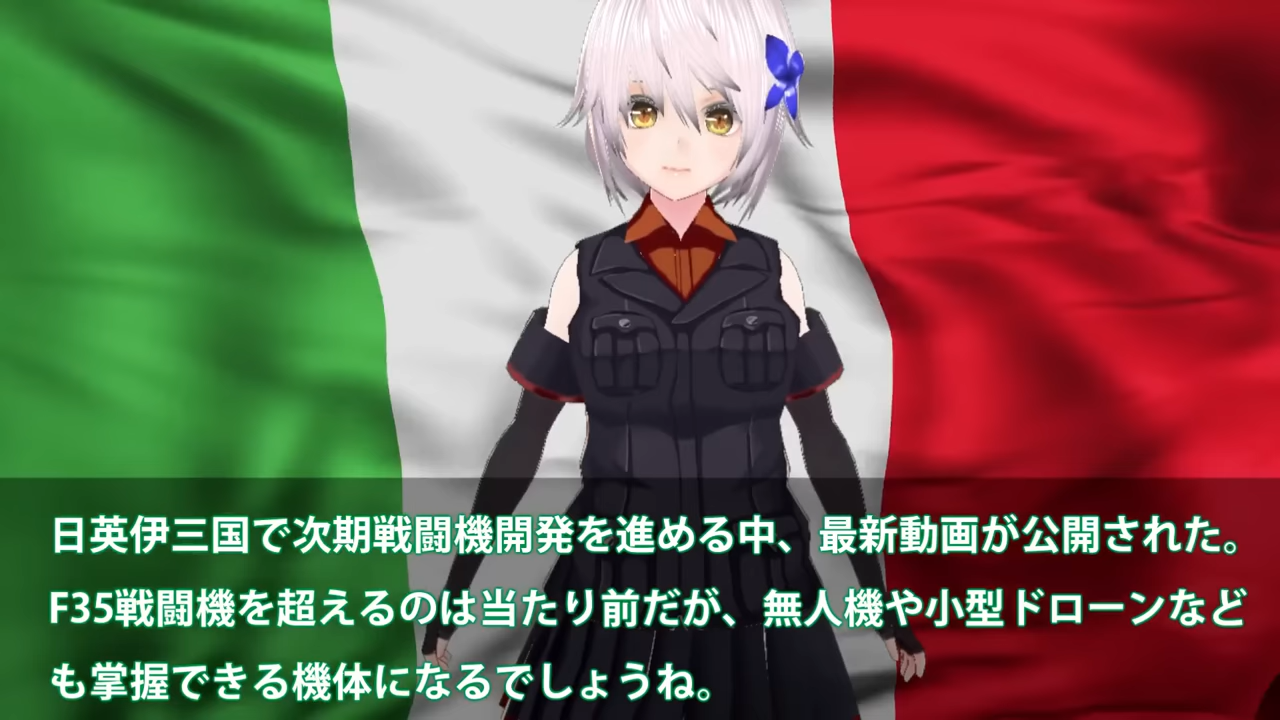 日英伊三国で次期戦闘機開発を進める中、最新動画が公開された。
F35戦闘機を超えるのは当たり前だが、無人機や小型ドローンなど
も掌握できる機体になるでしょうね。